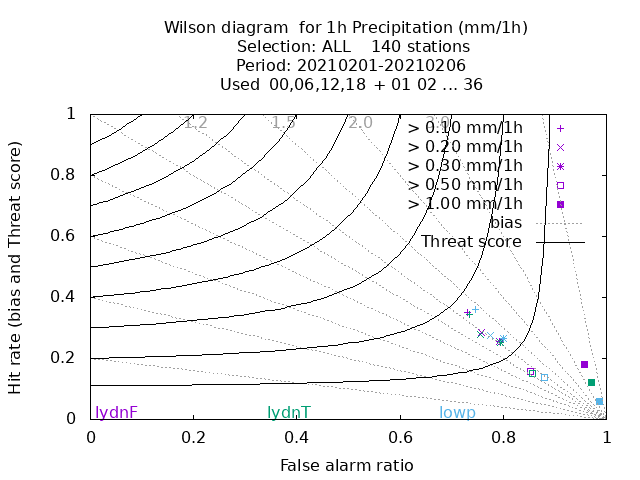 Wilson diagram  for 1h Precipitation (mm/1h)
Selection: ALL    140 stations
Period: 20210201-20210206
Used  00,06,12,18  + 01 02 ... 36
Hit rate (bias and Threat score)
1
0.8
0.6
0.4
0.2
0
1.2
1.5
2.0
3.0
> 0.10 mm/1h
> 0.20 mm/1h
> 0.30 mm/1h
> 0.50 mm/1h
> 1.00 mm/1h
bias
Threat score
lydnF
lydnT
lowp
0
0.2
0.4
0.6
0.8
1
False alarm ratio